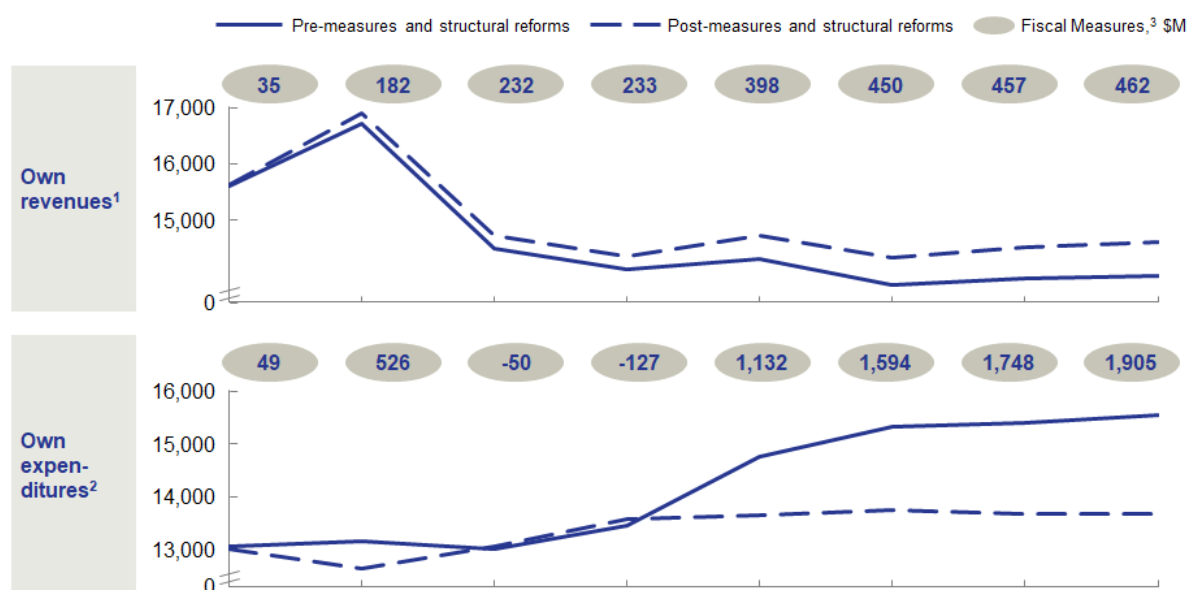 Pre-measures and structural reforms
Post-measures and structural reforms
Fiscal Measures,³ $M
35 182 232 233 398 450 457 462
Own
revenues¹
17,000
16,000
15,000
0
49 526 -50 -127 1,132 1,594 1,748 1,905
Own
expen-
ditures²
16,000
15,000
14,000
13,000
0